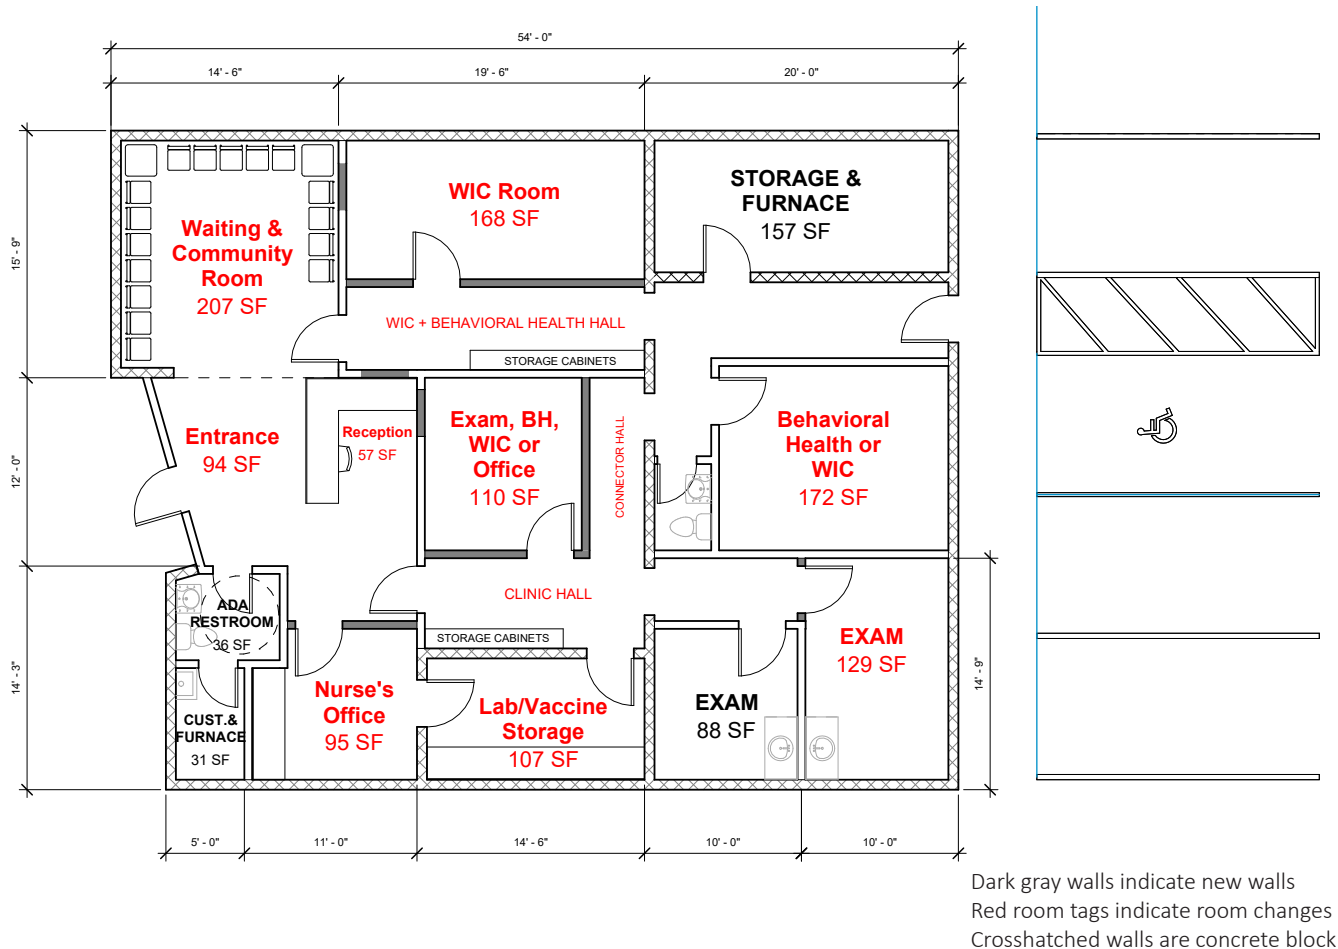 54' - 0"
14' - 6"
19' - 6"
20' - 0"
15' - 9"
12' - 0"
14' - 3"
Waiting &
Community
Room
207 SF
WIC Room
168 SF
STORAGE &
FURNACE
157 SF
WIC + BEHAVIORAL HEALTH HALL
STORAGE CABINETS
Entrance
94 SF
Reception
57 SF
Exam, BH,
WIC or
Office
110 SF
CONNECTOR HALL
Behavioral
Health or
WIC
172 SF
CLINIC HALL
STORAGE CABINETS
ADA
RESTROOM
36 SF
CUST.&
FURNACE
31 SF
Nurse's
Office
95 SF
Lab/Vaccine
Storage
107 SF
EXAM
88 SF
EXAM
129 SF
14' - 9"
5' - 0"
11' - 0"
14' - 6"
10' - 0"
10' - 0"
Dark gray walls indicate new walls
Red room tags indicate room changes
Crosshatched walls are concrete block